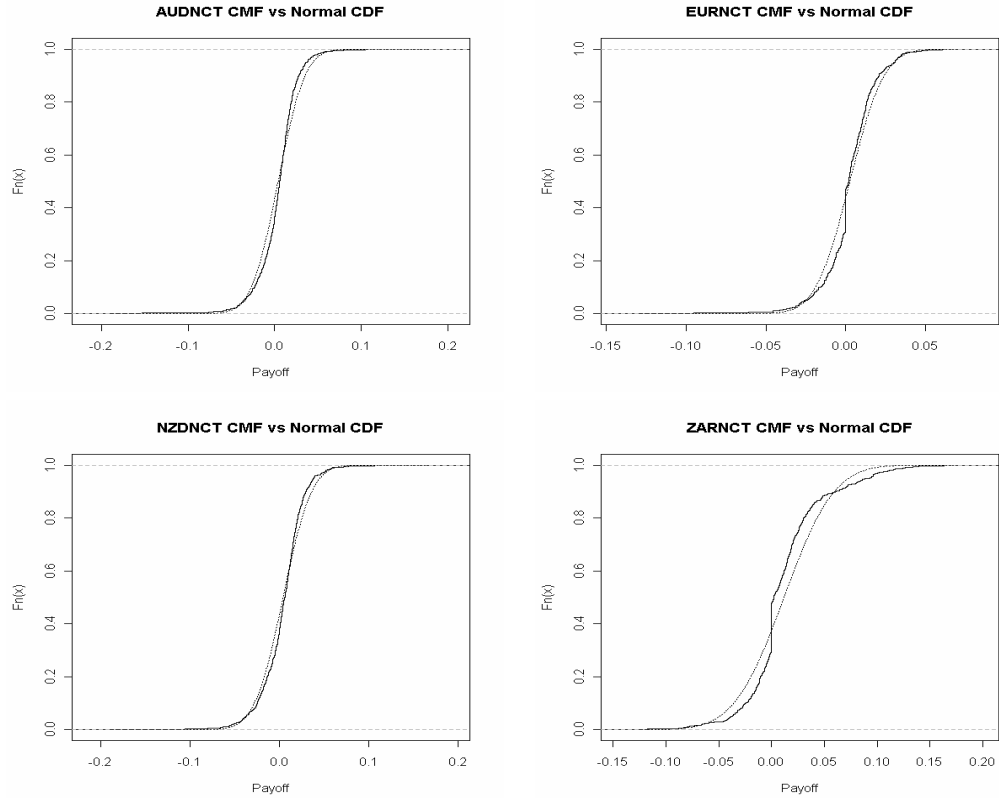 AUDNCT CMF vs Normal CDF
Fn(x)
1.0
0.8
0.6
0.4
0.2
0.0
-0.2 -0.1 0.0 0.1 0.2
Payoff
EURNCT CMF vs Normal CDF
Fn(x)
1.0
0.8
0.6
0.4
0.2
0.0
-0.15 -0.10 -0.05 0.00 0.05
Payoff
NZDNCT CMF vs Normal CDF
Fn(x)
1.0
0.8
0.6
0.4
0.2
0.0
-0.2 -0.1 0.0 0.1 0.2
Payoff
ZARNCT CMF vs Normal CDF
Fn(x)
1.0
0.8
0.6
0.4
0.2
0.0
-0.15 -0.10 -0.05 0.00 0.05 0.10 0.15 0.20
Payoff